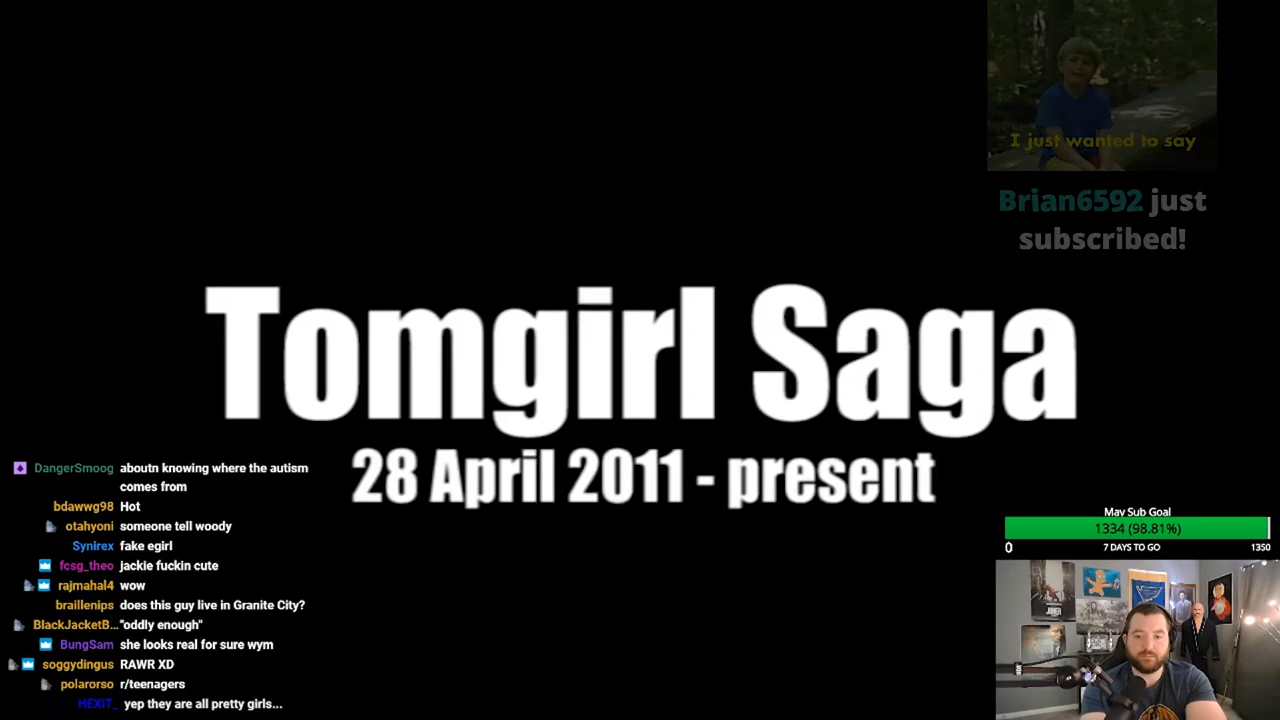 I just wanted to say
Brian6592 just
subscribed!
Tomgirl Saga
28 April 2011 - present
DangerSmoog aboutn knowing where the autism
comes from
bdawwg98 Hot
otahyoni someone tell woody
Synirex fake egirl
fcsg_theo jackie fuckin cute
rajmahal4 wow
braillenips does this guy live in Granite City?
BlackJacketB... "oddly enough"
BungSam she looks real for sure wym
soggydingus RAWR XD
polarorso r/teenagers
HEXiT_ yep they are all pretty girls...
May Sub Goal
1334 (98.81%)
0 7 DAYS TO GO 1350